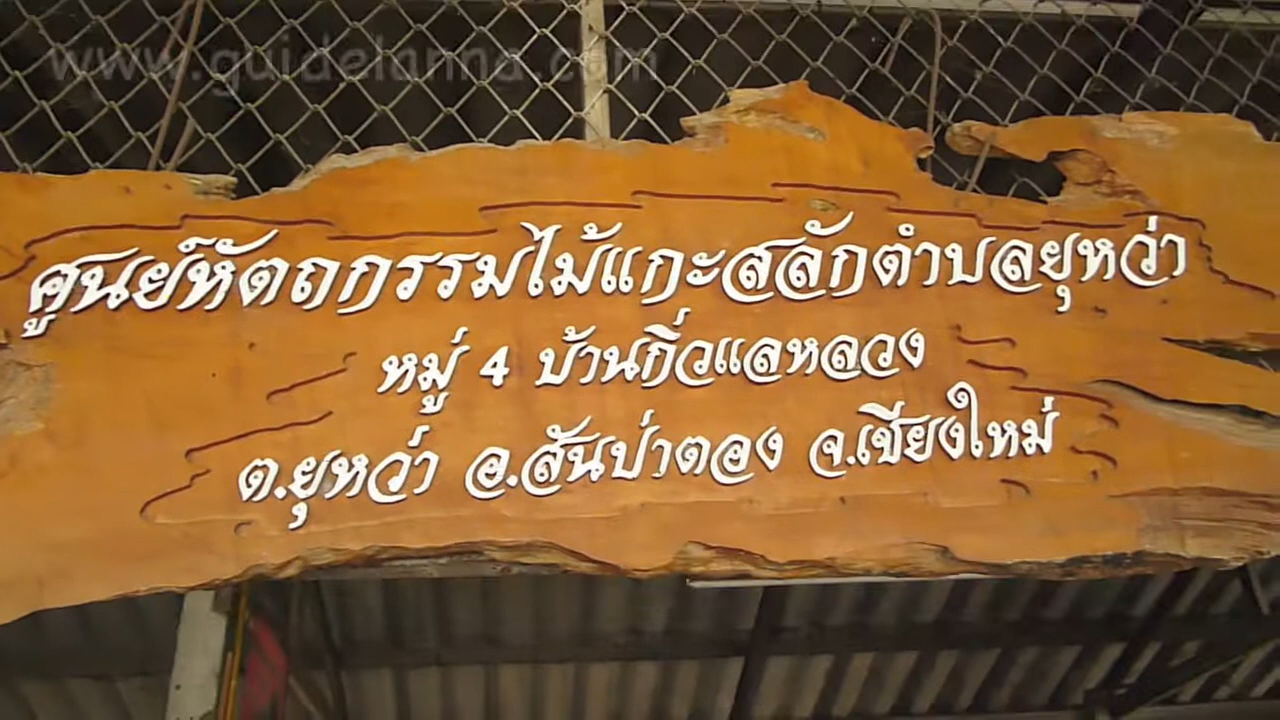 www.guidelanna.com
ศูนย์หัตถกรรมไม้แกะสลักตำบลยุหว่า
หมู่ 4 บ้านกิ่วแลหลวง
ต.ยุหว่า อ.สันป่าตอง จ.เชียงใหม่